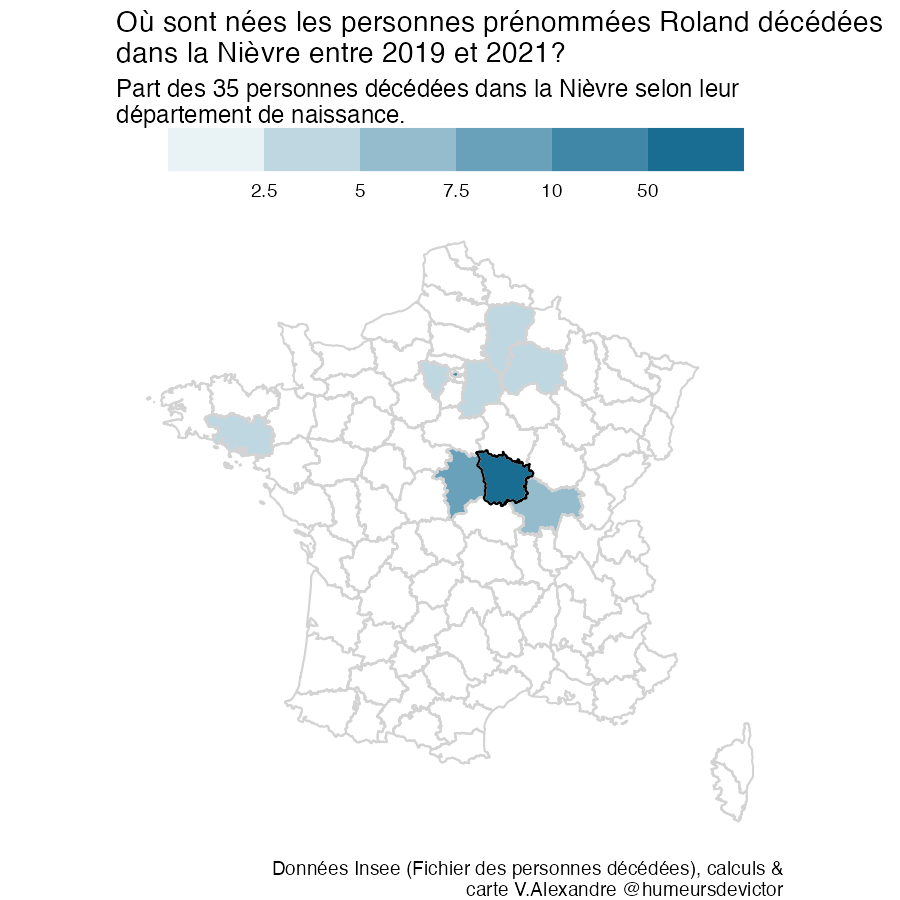 Où sont nées les personnes prénommées Roland décédées
dans la Nièvre entre 2019 et 2021?
Part des 35 personnes décédées dans la Nièvre selon leur
département de naissance.
2.5 5 7.5 10 50
Données Insee (Fichier des personnes décédées), calculs &
carte V.Alexandre @humeursdevictor